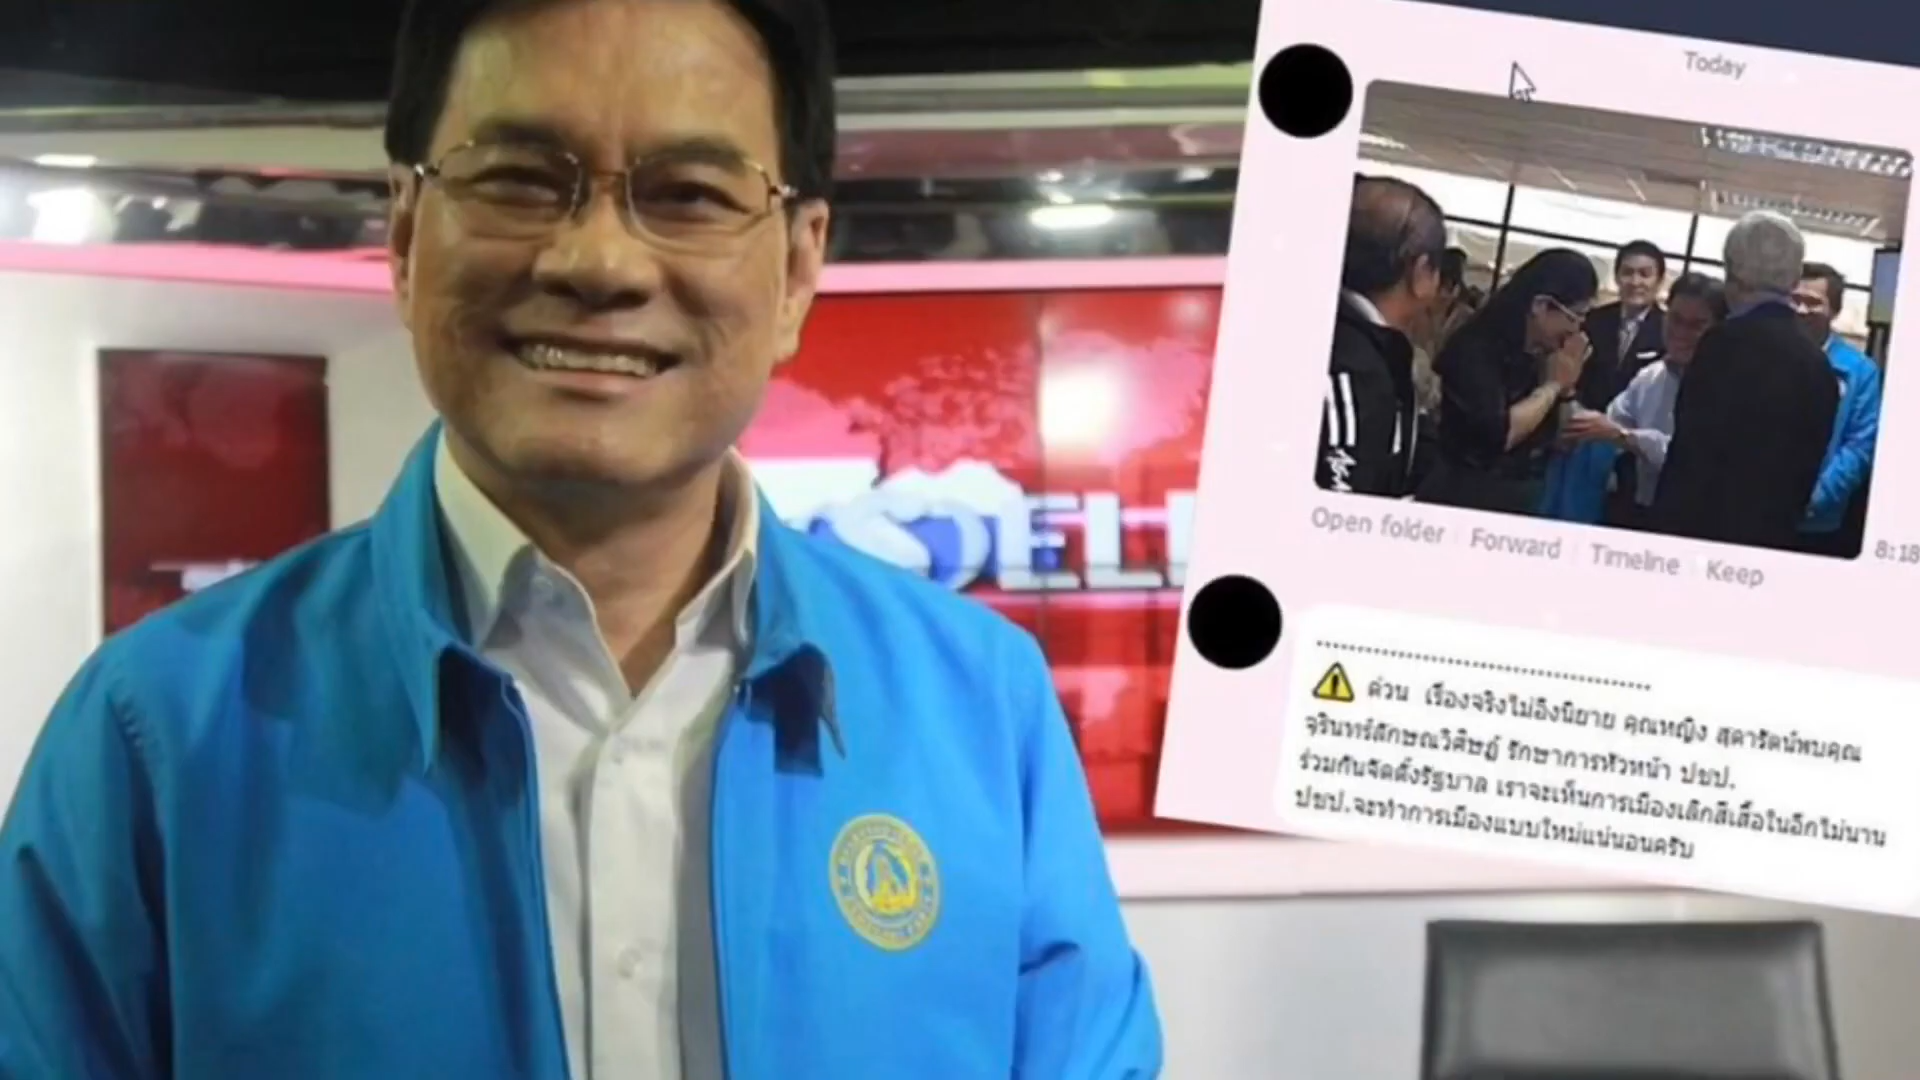 Today
8:18
Open folder Forward Timeline Keep
........................................
ด่วน เรื่องจริงไม่อิงนิยาย คุณหญิง สุดารัตน์พบคุณ
จุรินทร์ลักษณวิศิษฏ์ รักษาการหัวหน้า ปชป.
ร่วมกันจัดตั้งรัฐบาล เราจะเห็นการเมืองเลิกสีเสื้อในอีกไม่นาน
ปชป.จะทำการเมืองแบบใหม่แน่นอนครับ